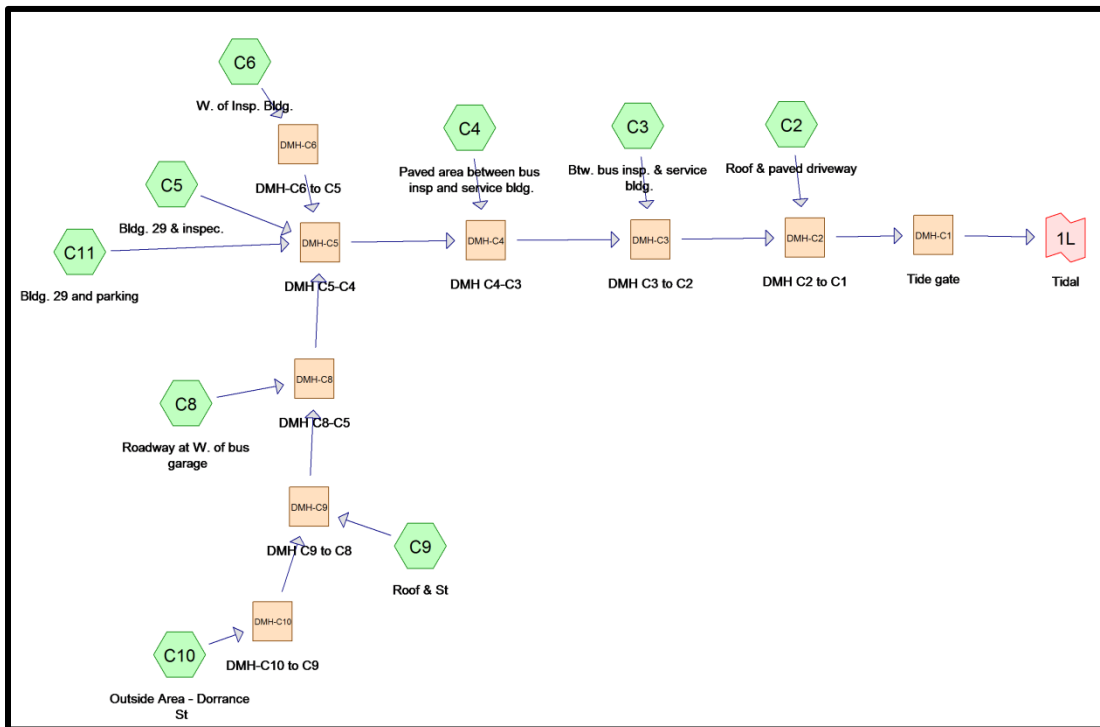 C6
W. of Insp. Bldg.
DMH-C6
DMH-C6 to C5
C4
Paved area between bus
insp and service bldg.
C3
Btw. bus insp. & service
bldg.
C2
Roof & paved driveway
C5
Bldg. 29 & inspec.
C11
Bldg. 29 and parking
DMH-C5
DMH C5-C4
DMH-C4
DMH C4-C3
DMH-C3
DMH C3 to C2
DMH-C2
DMH C2 to C1
DMH-C1
Tide gate
1L
Tidal
DMH-C8
DMH C8-C5
C8
Roadway at W. of bus
garage
DMH-C9
DMH C9 to C8
C9
Roof & St
DMH-C10
DMH-C10 to C9
C10
Outside Area - Dorrance
St